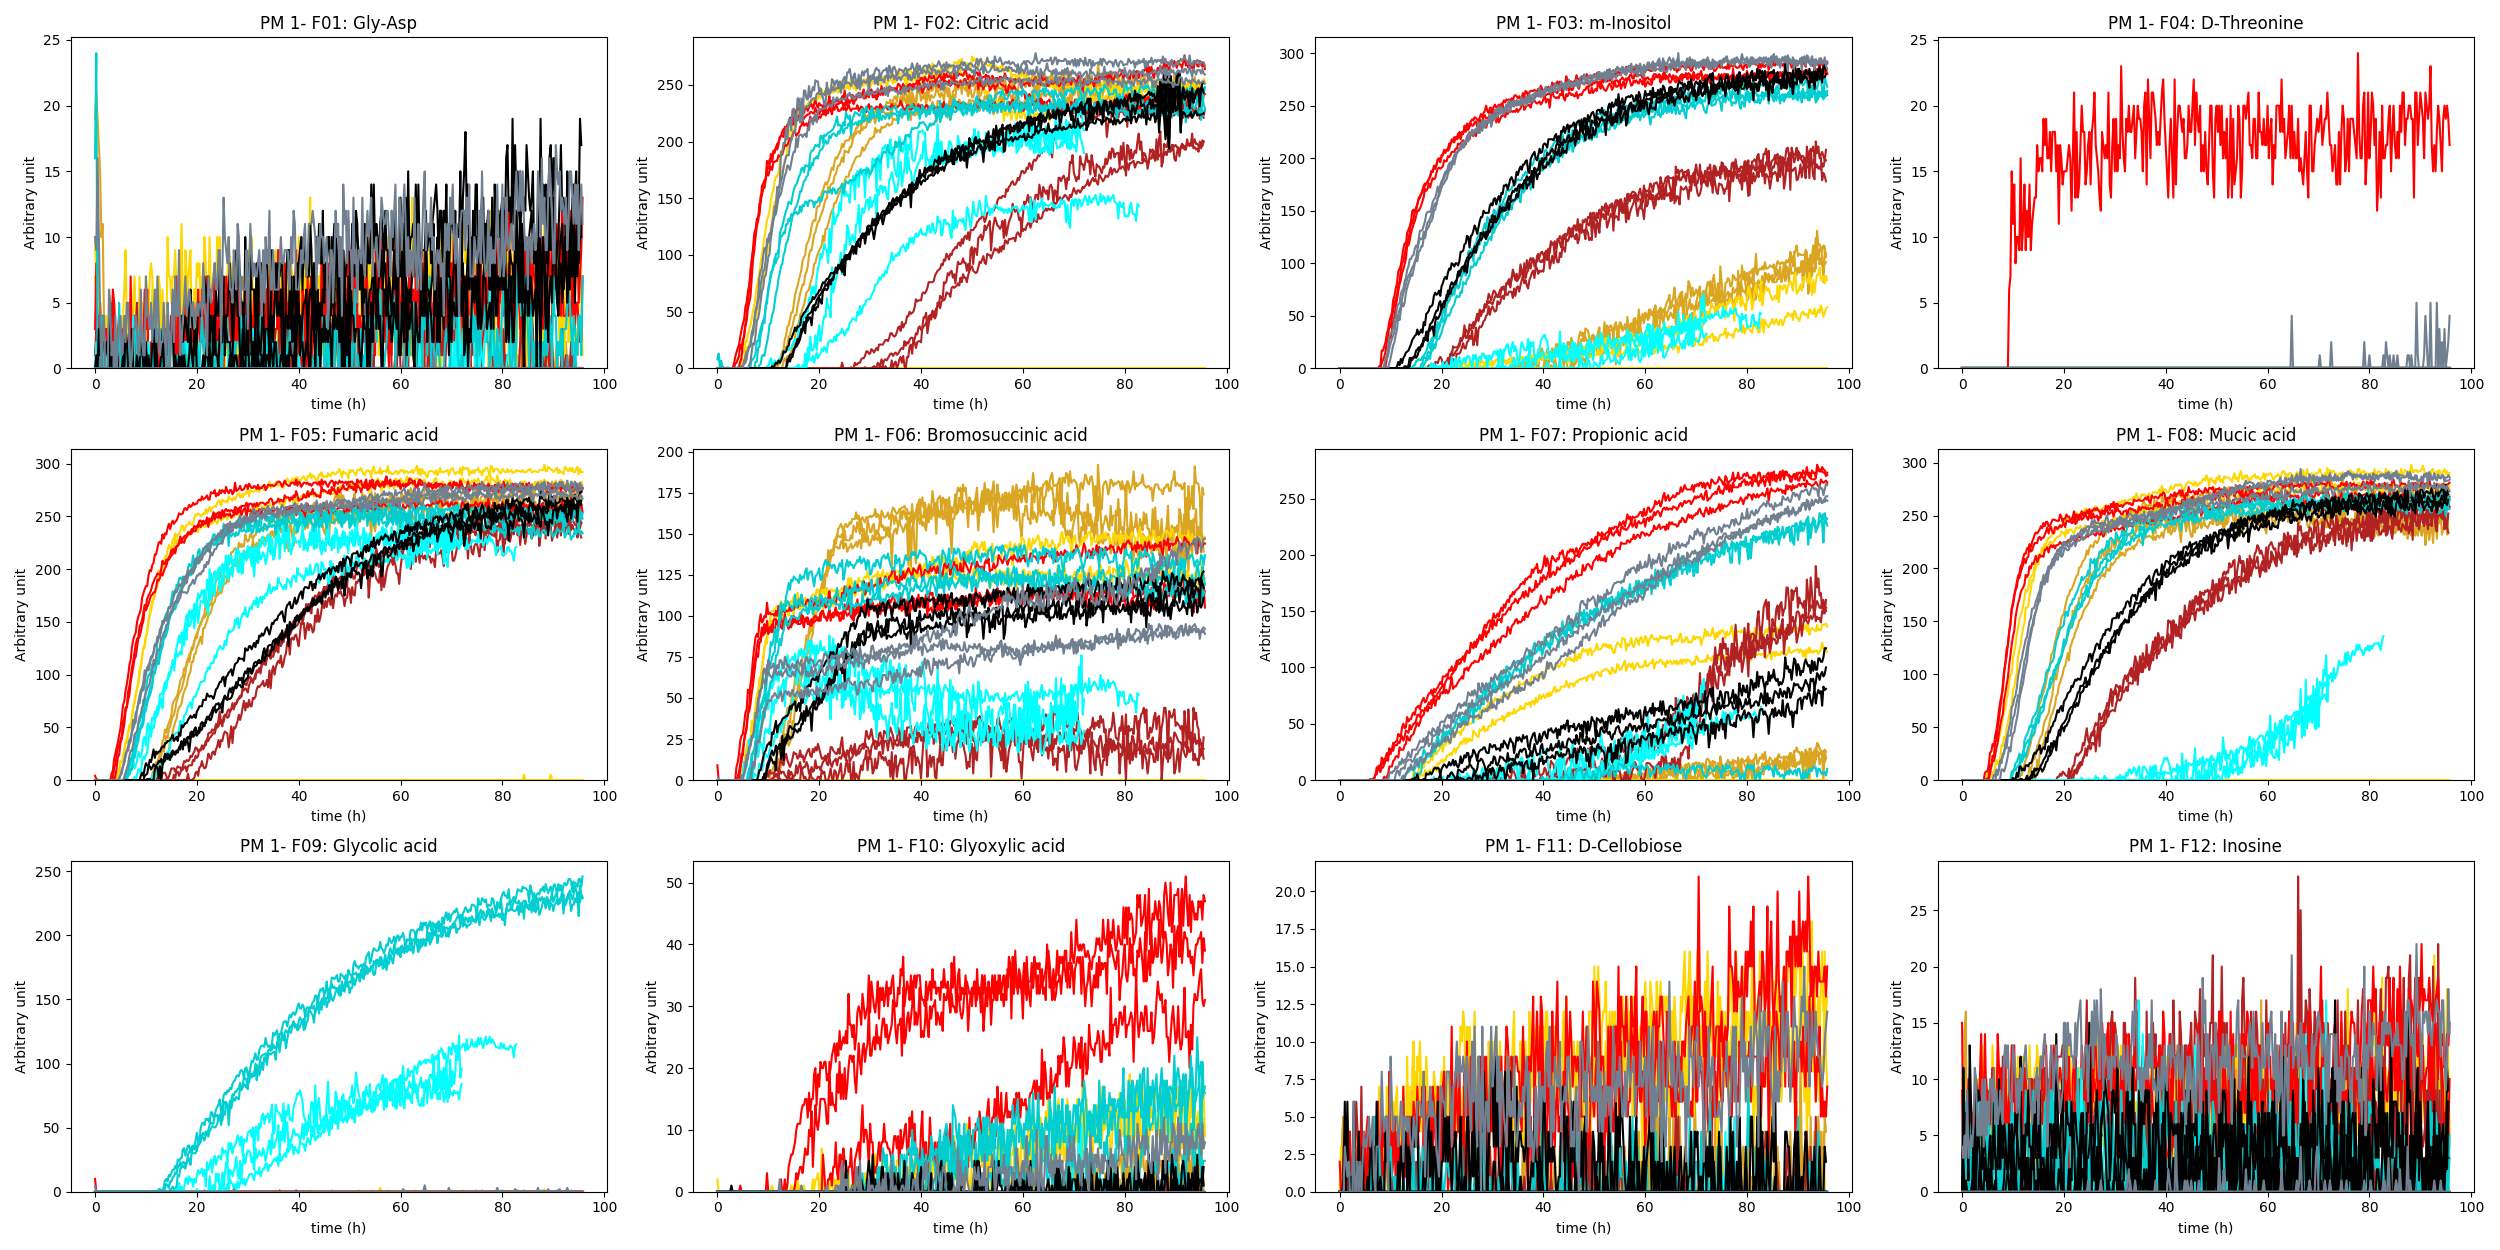 PM 1- F01: Gly-Asp
PM 1- F02: Citric acid
PM 1- F03: m-Inositol
PM 1- F04: D-Threonine
Arbitrary unit
25
20
15
10
5
0
0 20 40 60 80 100
time (h)
Arbitrary unit
250
200
150
100
50
0
0 20 40 60 80 100
time (h)
Arbitrary unit
300
250
200
150
100
50
0
0 20 40 60 80 100
time (h)
Arbitrary unit
25
20
15
10
5
0
0 20 40 60 80 100
time (h)
PM 1- F05: Fumaric acid
PM 1- F06: Bromosuccinic acid
PM 1- F07: Propionic acid
PM 1- F08: Mucic acid
Arbitrary unit
300
250
200
150
100
50
0
0 20 40 60 80 100
time (h)
Arbitrary unit
200
175
150
125
100
75
50
25
0
0 20 40 60 80 100
time (h)
Arbitrary unit
250
200
150
100
50
0
0 20 40 60 80 100
time (h)
Arbitrary unit
300
250
200
150
100
50
0
0 20 40 60 80 100
time (h)
PM 1- F09: Glycolic acid
PM 1- F10: Glyoxylic acid
PM 1- F11: D-Cellobiose
PM 1- F12: Inosine
Arbitrary unit
250
200
150
100
50
0
0 20 40 60 80 100
time (h)
Arbitrary unit
50
40
30
20
10
0
0 20 40 60 80 100
time (h)
Arbitrary unit
20.0
17.5
15.0
12.5
10.0
7.5
5.0
2.5
0.0
0 20 40 60 80 100
time (h)
Arbitrary unit
25
20
15
10
5
0
0 20 40 60 80 100
time (h)